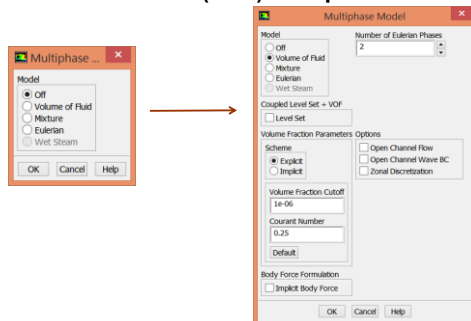 Multiphase ...
Model
Off
Volume of Fluid
Mixture
Eulerian
Wet Steam
OK Cancel Help
Multiphase Model
Model
Off
Volume of Fluid
Mixture
Eulerian
Wet Steam
Number of Eulerian Phases
2
Coupled Level Set + VOF
Level Set
Volume Fraction Parameters
Scheme
Explicit
Implicit
Volume Fraction Cutoff
1e-06
Courant Number
0.25
Default
Options
Open Channel Flow
Open Channel Wave BC
Zonal Discretization
Body Force Formulation
Implicit Body Force
OK Cancel Help